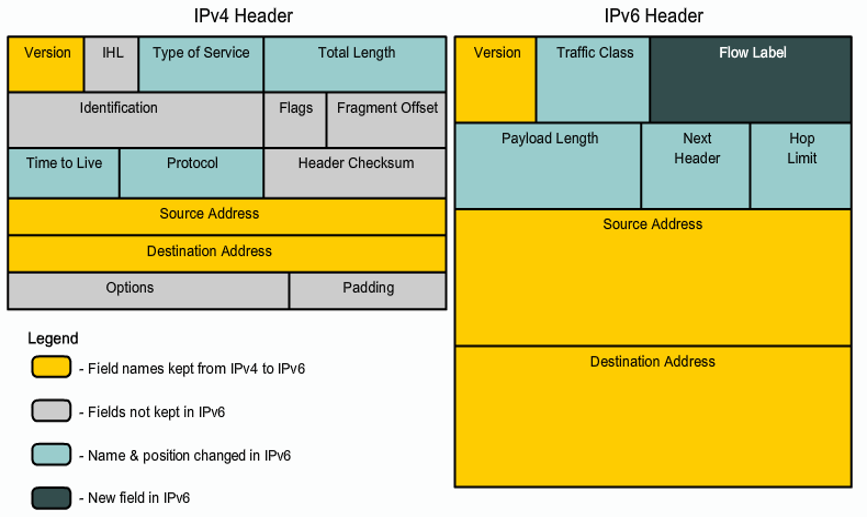 IPv4 Header
IPv6 Header
Version IHL Type of Service Total Length
Identification Flags Fragment Offset
Time to Live Protocol Header Checksum
Source Address
Destination Address
Options Padding
Version Traffic Class Flow Label
Payload Length Next Header Hop Limit
Source Address
Destination Address
Legend
- Field names kept from IPv4 to IPv6
- Fields not kept in IPv6
- Name & position changed in IPv6
- New field in IPv6